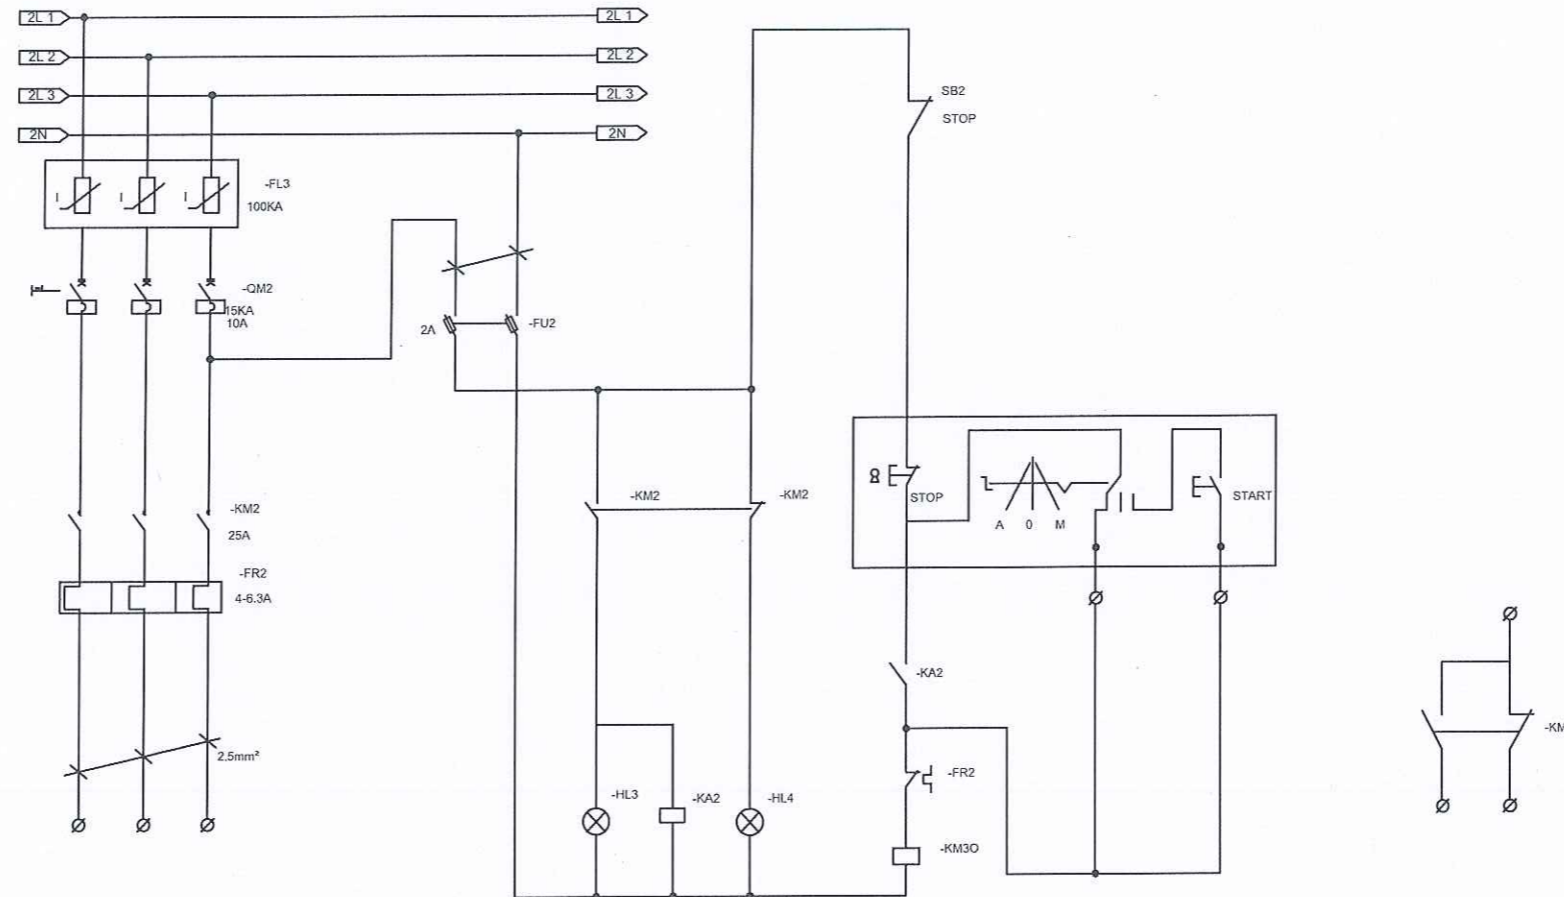 2L 1
2L 1
2L 2
2L 2
2L 3
2L 3
2N
2N
SB2
STOP
-FL3
I
I
I
100KA
-QM2
15KA
10A
2A
-FU2
-KM2
-KM2
STOP
A 0 M
START
-KM2
25A
-FR2
4-6.3A
-KA2
2.5mm²
-KM
-FR2
-HL3
-KA2
-HL4
-KM3O